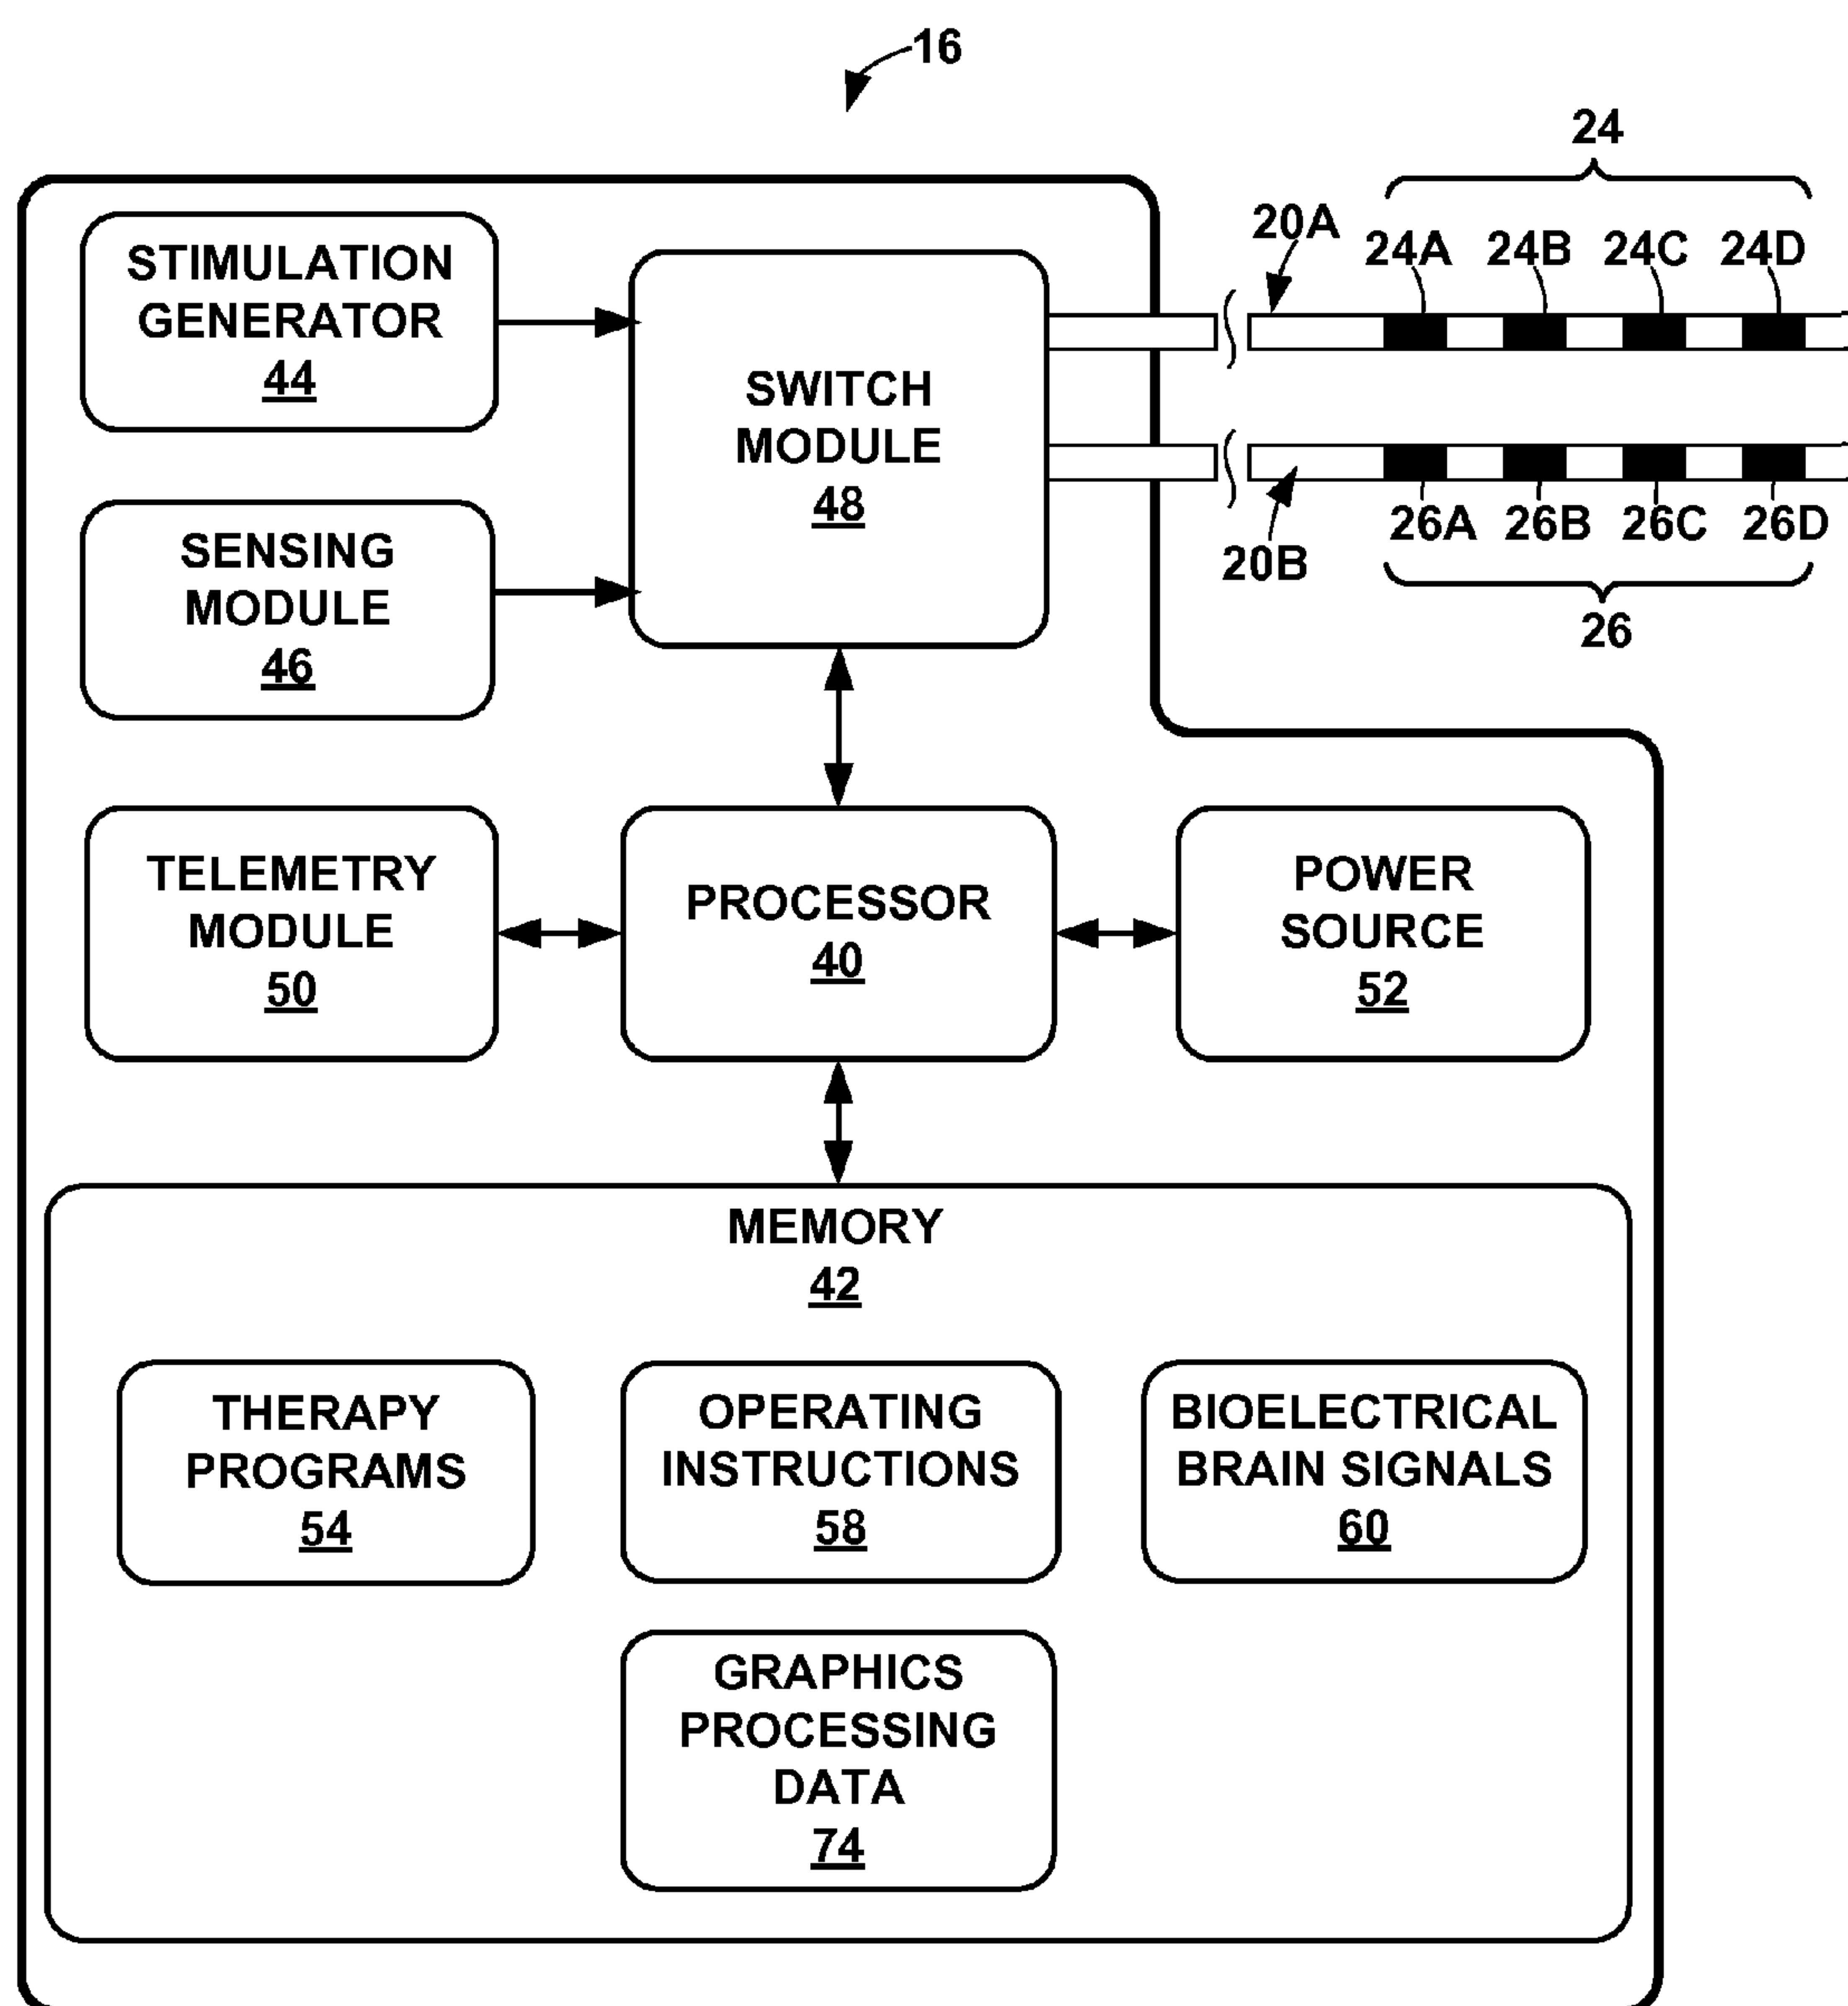 16
24
20A
24A 24B 24C 24D
STIMULATION
GENERATOR
44
SWITCH
MODULE
48
SENSING
MODULE
46
26A 26B 26C 26D
20B
26
TELEMETRY
MODULE
50
PROCESSOR
40
POWER
SOURCE
52
MEMORY
42
THERAPY
PROGRAMS
54
OPERATING
INSTRUCTIONS
58
BIOELECTRICAL
BRAIN SIGNALS
60
GRAPHICS
PROCESSING
DATA
74